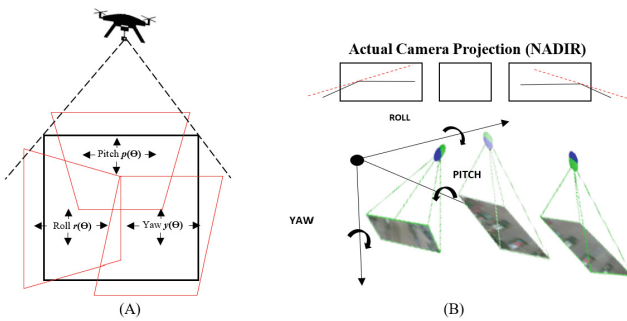 Pitch p(Θ)
Roll r(Θ)
Yaw y(Θ)
(A)
Actual Camera Projection (NADIR)
ROLL
PITCH
YAW
(B)